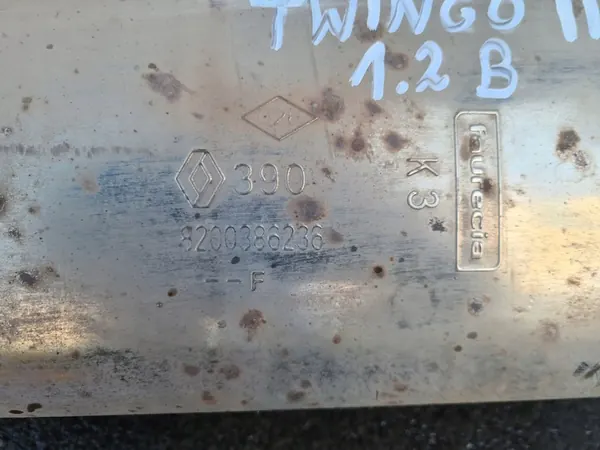 TWINGO II
1.2 B
390
K3
faurecia
8200386236
--F